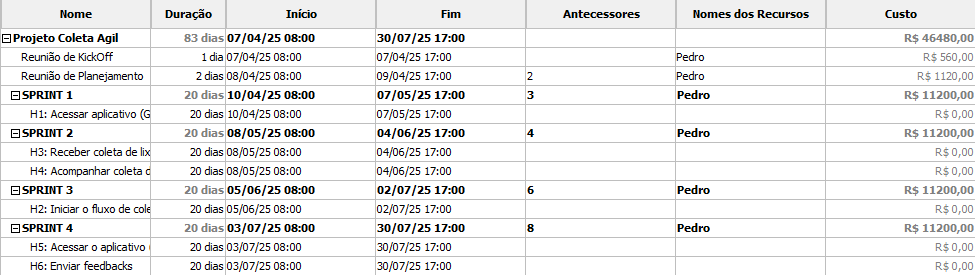 Nome Duração Início Fim Antecessores Nomes dos Recursos Custo
Projeto Coleta Agil 83 dias 07/04/25 08:00 30/07/25 17:00 R$ 46480,00
Reunião de KickOff 1 dia 07/04/25 08:00 07/04/25 17:00 Pedro R$ 560,00
Reunião de Planejamento 2 dias 08/04/25 08:00 09/04/25 17:00 2 Pedro R$ 1120,00
SPRINT 1 20 dias 10/04/25 08:00 07/05/25 17:00 3 Pedro R$ 11200,00
H1: Acessar aplicativo (G 20 dias 10/04/25 08:00 07/05/25 17:00 R$ 0,00
SPRINT 2 20 dias 08/05/25 08:00 04/06/25 17:00 4 Pedro R$ 11200,00
H3: Receber coleta de lix 20 dias 08/05/25 08:00 04/06/25 17:00 R$ 0,00
H4: Acompanhar coleta d 20 dias 08/05/25 08:00 04/06/25 17:00 R$ 0,00
SPRINT 3 20 dias 05/06/25 08:00 02/07/25 17:00 6 Pedro R$ 11200,00
H2: Iniciar o fluxo de cole 20 dias 05/06/25 08:00 02/07/25 17:00 R$ 0,00
SPRINT 4 20 dias 03/07/25 08:00 30/07/25 17:00 8 Pedro R$ 11200,00
H5: Acessar o aplicativo ( 20 dias 03/07/25 08:00 30/07/25 17:00 R$ 0,00
H6: Enviar feedbacks 20 dias 03/07/25 08:00 30/07/25 17:00 R$ 0,00